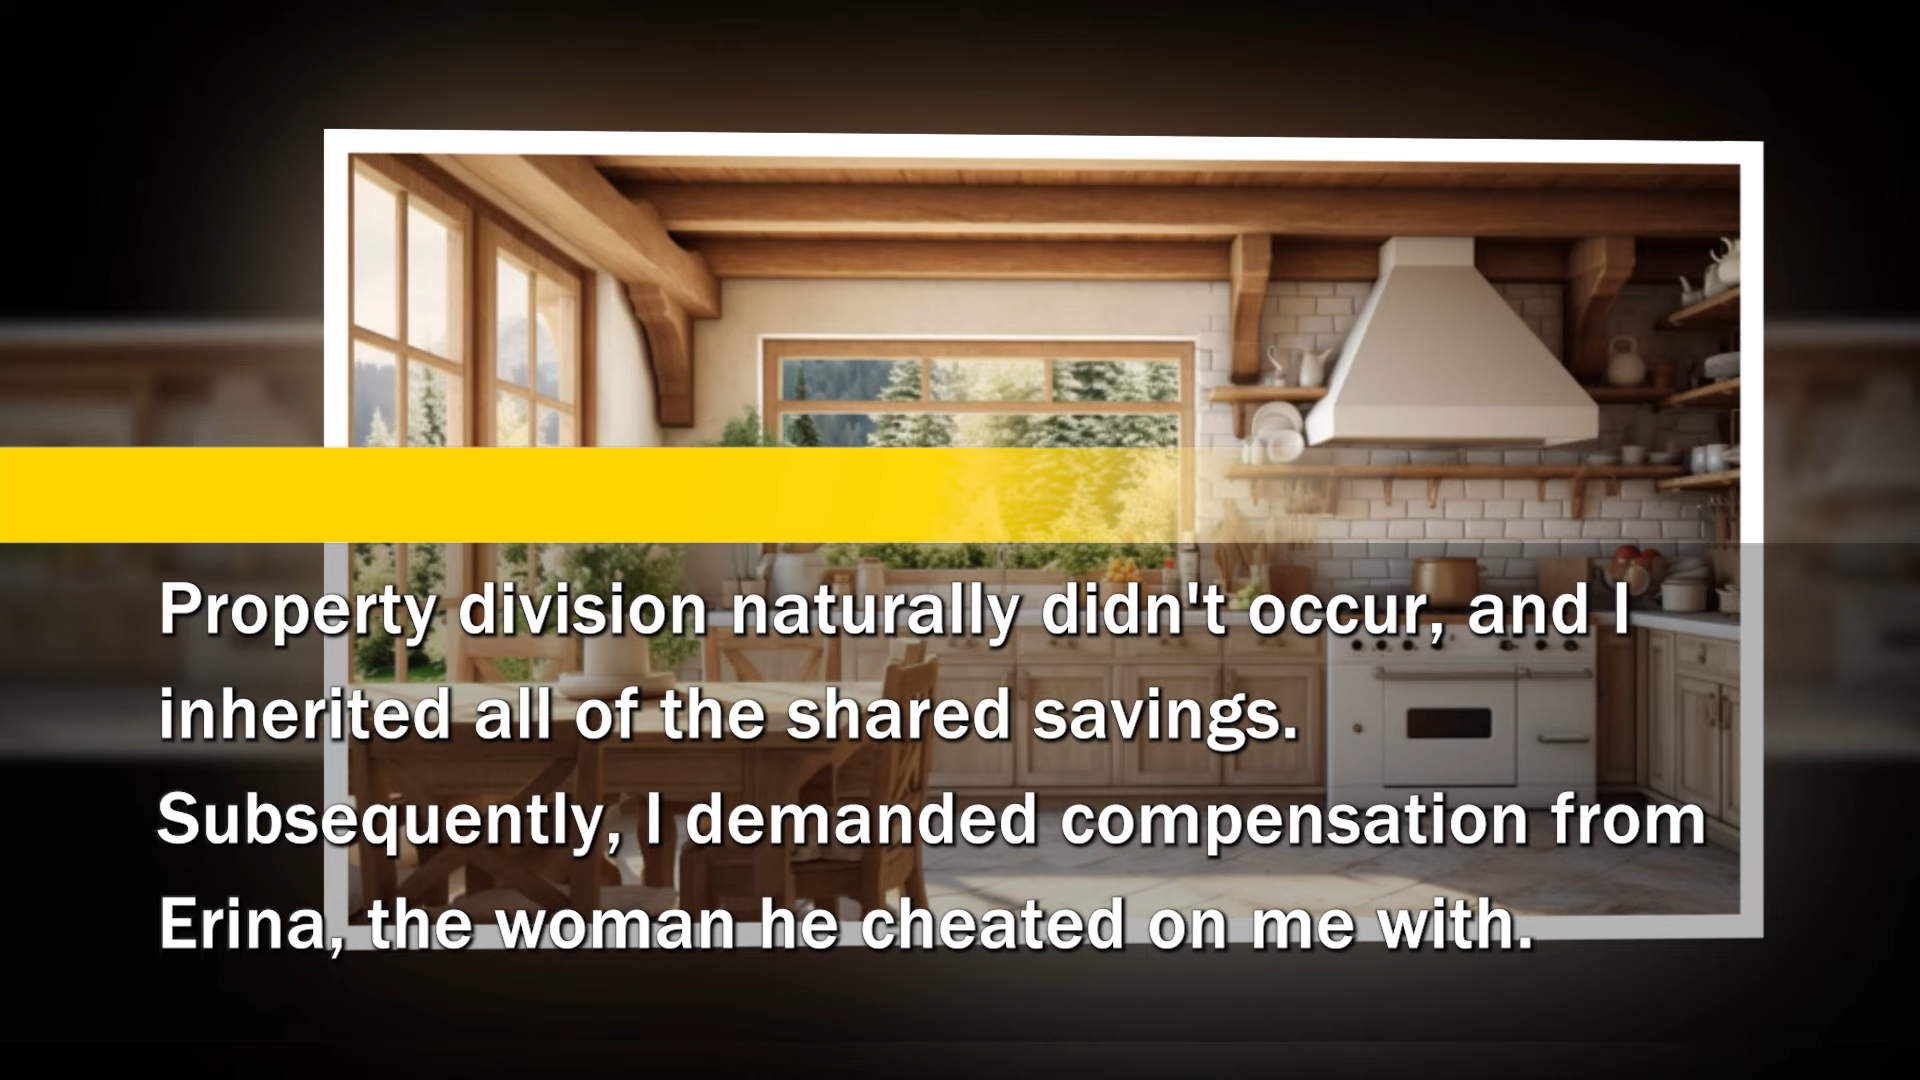 Property division naturally didn't occur, and I
inherited all of the shared savings.
Subsequently, I demanded compensation from
Erina, the woman he cheated on me with.